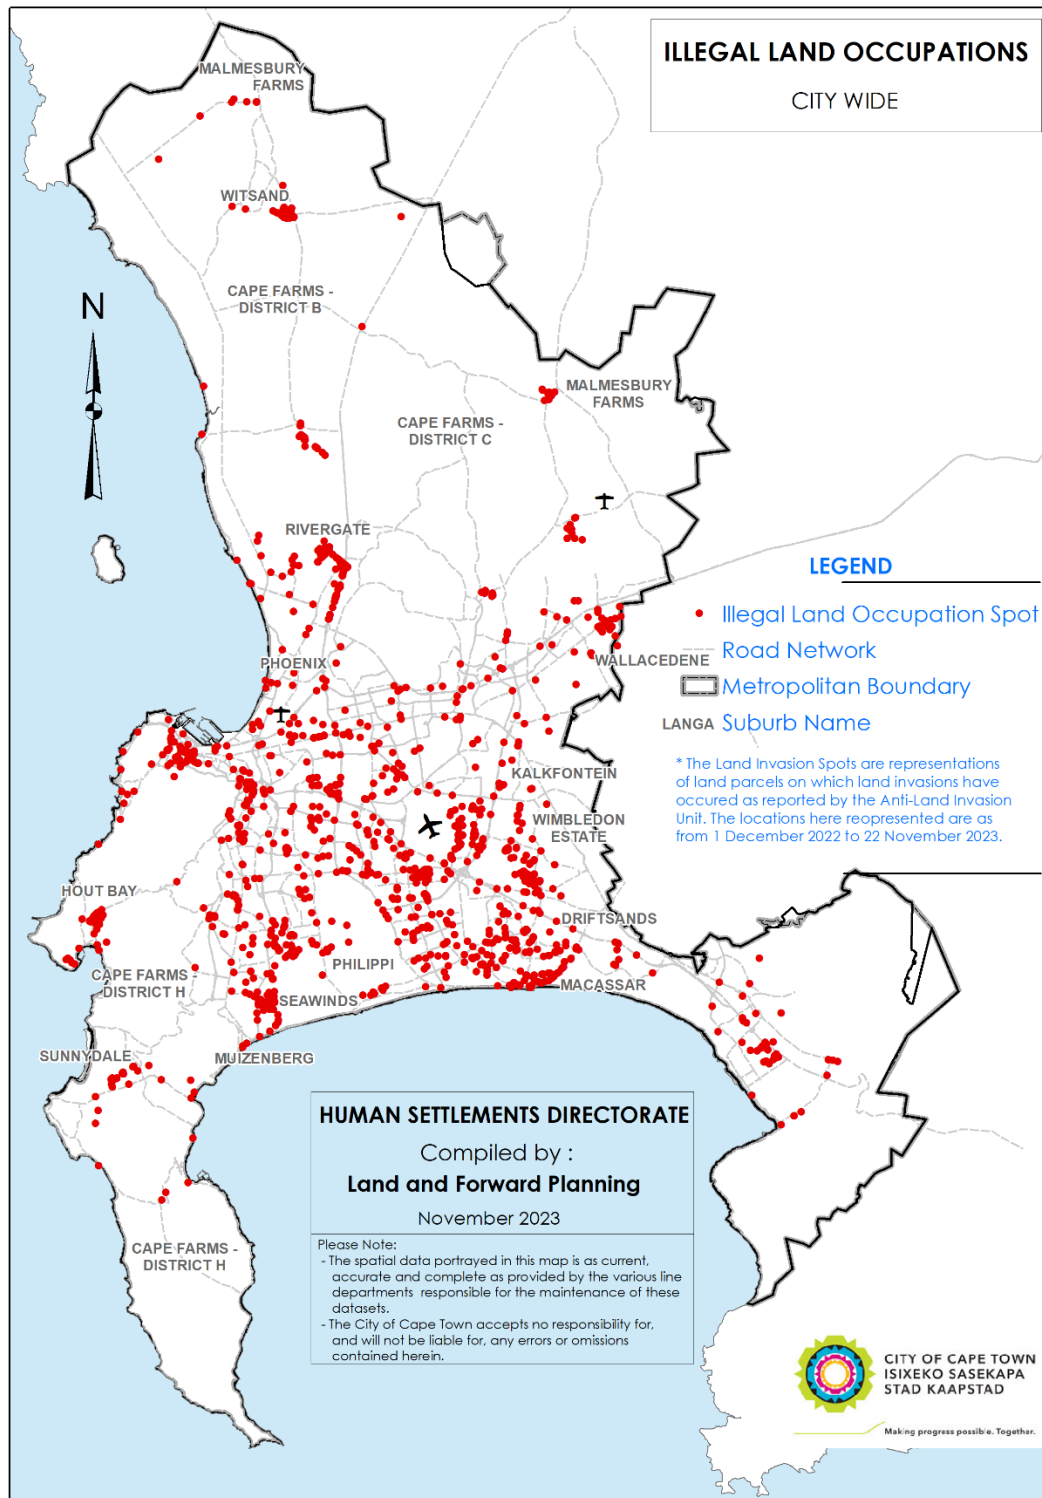 ILLEGAL LAND OCCUPATIONS
CITY WIDE
MALMESBURY
FARMS
WITSAND
CAPE FARMS -
DISTRICT B
N
MALMESBURY
FARMS
CAPE FARMS -
DISTRICT C
RIVERGATE
LEGEND
Illegal Land Occupation Spot
Road Network
Metropolitan Boundary
LANGA Suburb Name
* The Land Invasion Spots are representations
of land parcels on which land invasions have
occured as reported by the Anti-Land Invasion
Unit. The locations here reopresented are as
from 1 December 2022 to 22 November 2023.
PHOENIX
WALLACEDENE
KALKFONTEIN
WIMBLEDON
ESTATE
HOUT BAY
DRIFTSANDS
PHILIPPI
CAPE FARMS -
DISTRICT H
MACASSAR
SEAWINDS
SUNNYDALE
MUIZENBERG
HUMAN SETTLEMENTS DIRECTORATE
Compiled by :
Land and Forward Planning
November 2023
Please Note:
- The spatial data portrayed in this map is as current,
accurate and complete as provided by the various line
departments responsible for the maintenance of these
datasets.
- The City of Cape Town accepts no responsibility for,
and will not be liable for, any errors or omissions
contained herein.
CAPE FARMS -
DISTRICT H
CITY OF CAPE TOWN
ISIXEKO SASEKAPA
STAD KAAPSTAD
Making progress possible. Together.